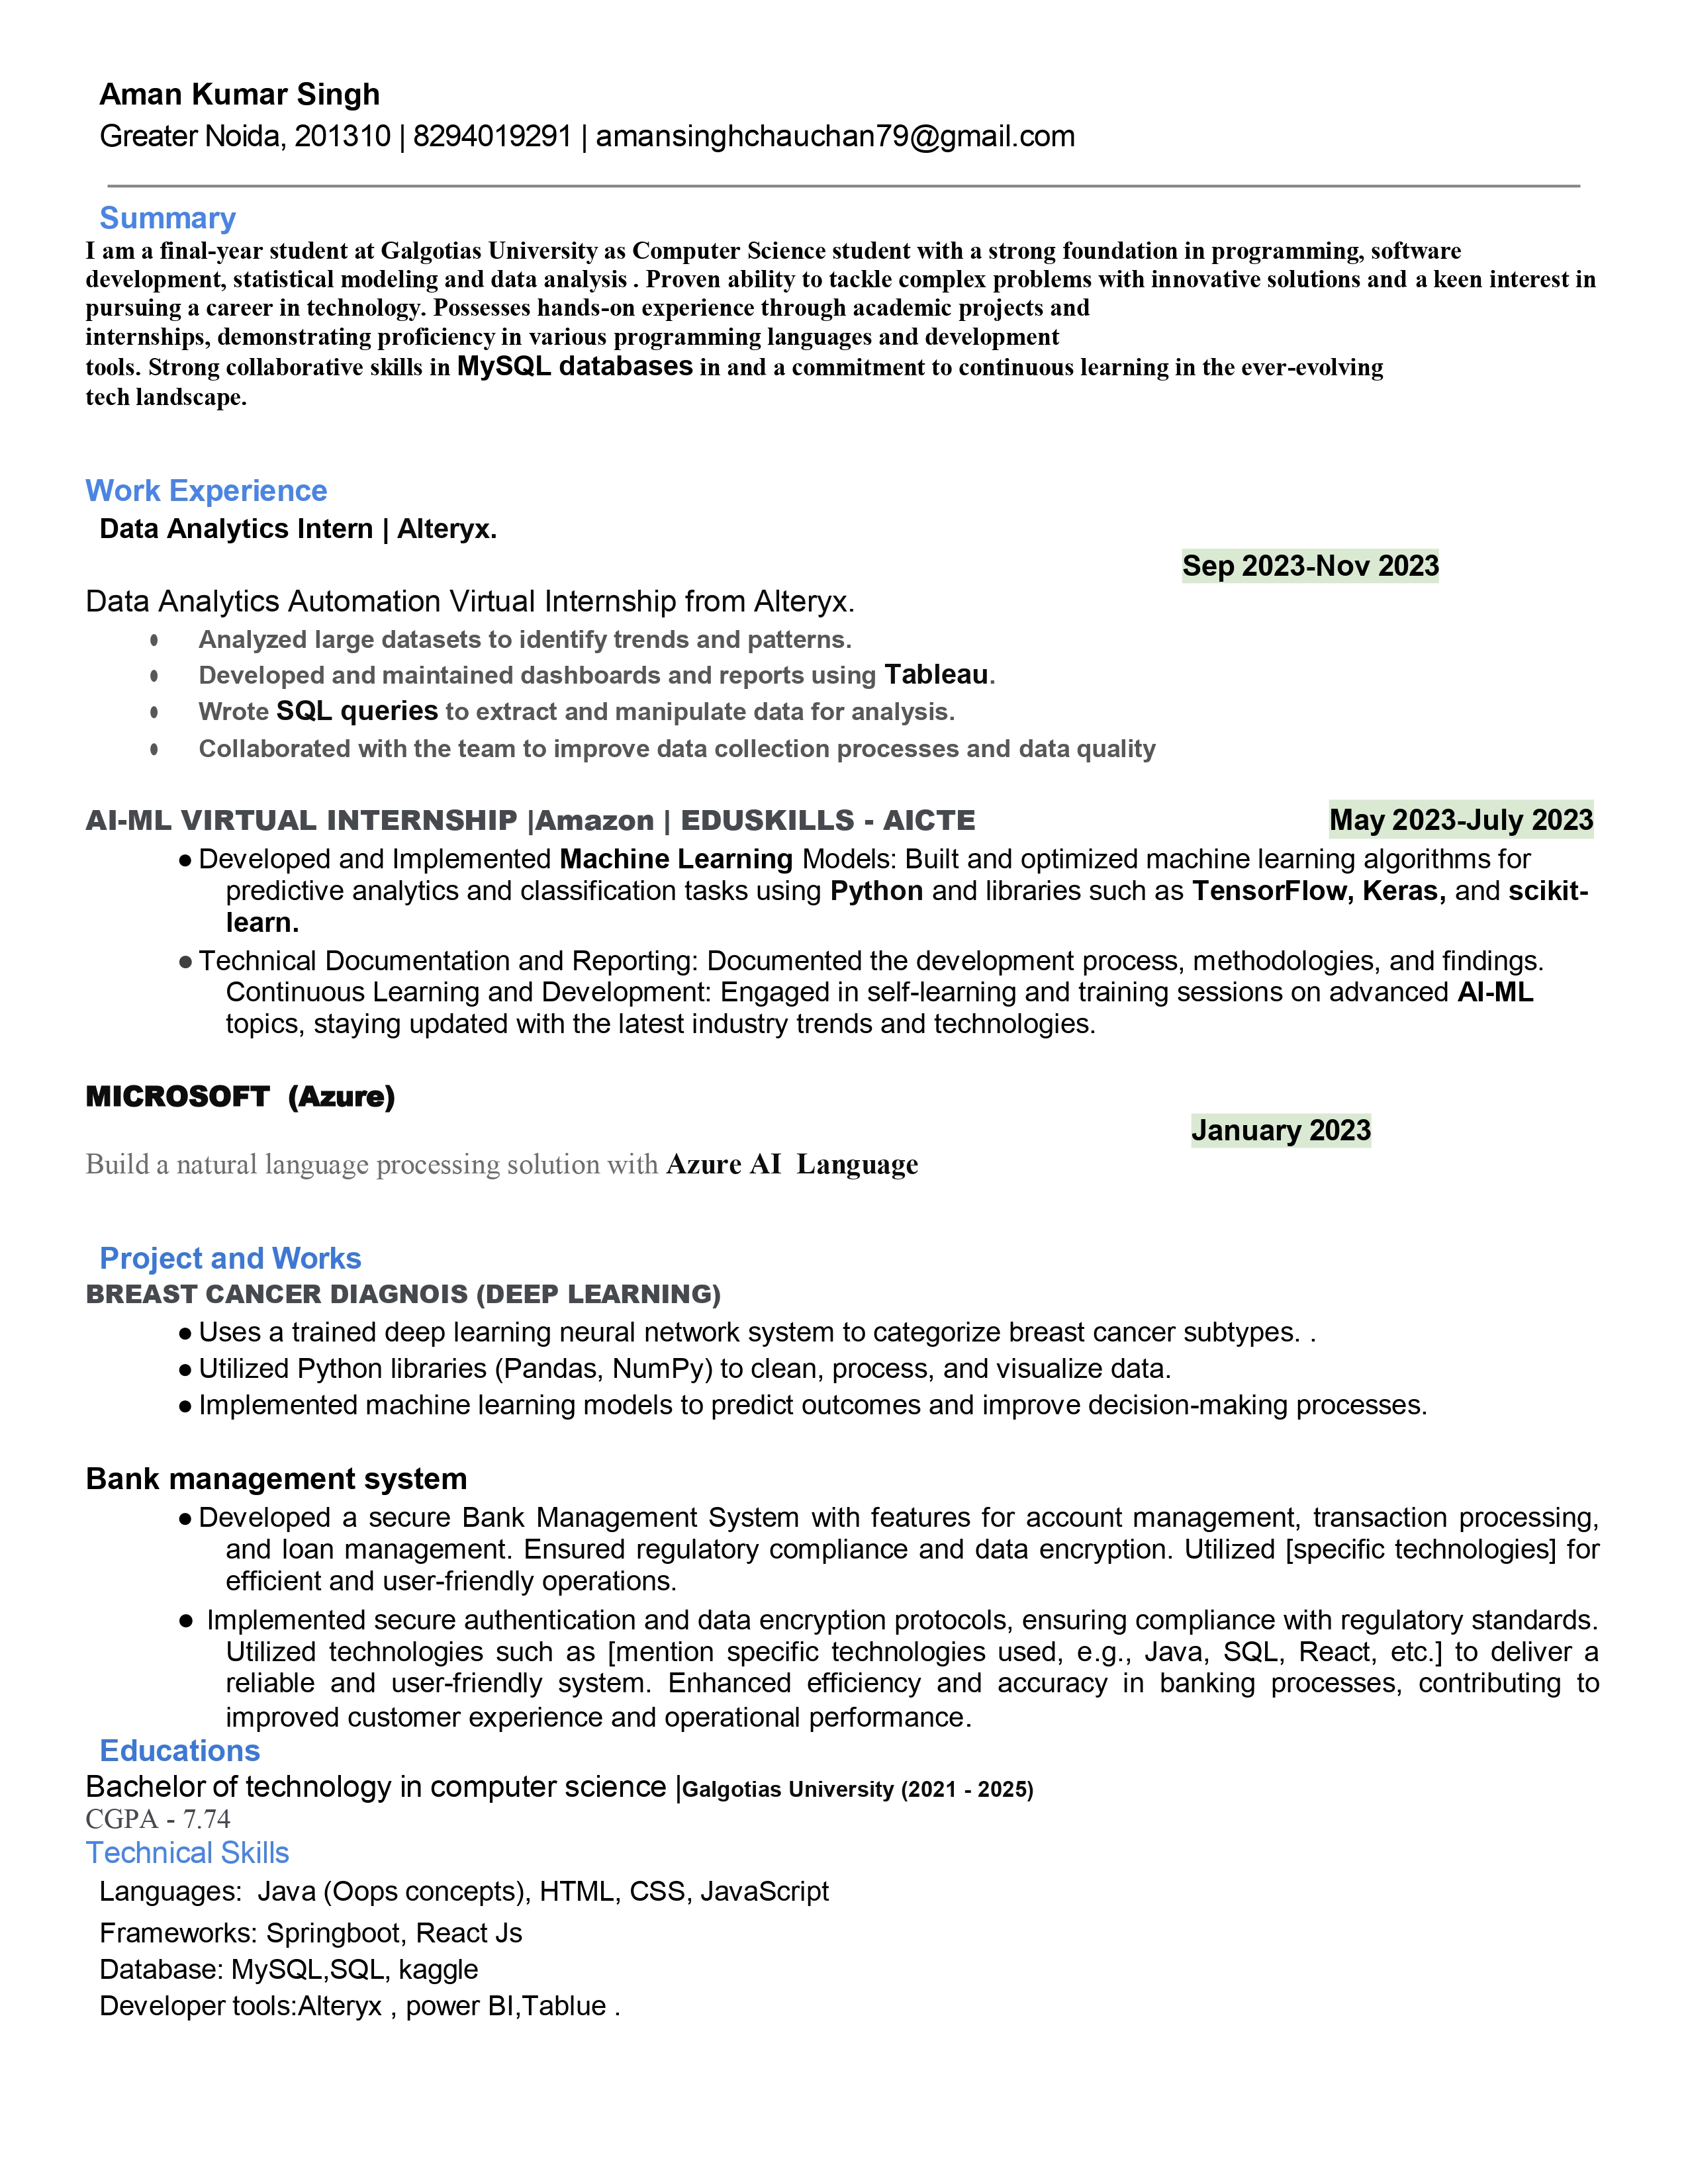 Aman Kumar Singh
Greater Noida, 201310 | 8294019291 | amansinghchauchan79@gmail.com
Summary
I am a final-year student at Galgotias University as Computer Science student with a strong foundation in programming, software
development, statistical modeling and data analysis . Proven ability to tackle complex problems with innovative solutions and a keen interest in
pursuing a career in technology. Possesses hands-on experience through academic projects and
internships, demonstrating proficiency in various programming languages and development
tools. Strong collaborative skills in MySQL databases in and a commitment to continuous learning in the ever-evolving
tech landscape.
Work Experience
Data Analytics Intern | Alteryx.
Sep 2023-Nov 2023
Data Analytics Automation Virtual Internship from Alteryx.
• Analyzed large datasets to identify trends and patterns.
• Developed and maintained dashboards and reports using Tableau.
• Wrote SQL queries to extract and manipulate data for analysis.
• Collaborated with the team to improve data collection processes and data quality
AI-ML VIRTUAL INTERNSHIP |Amazon | EDUSKILLS - AICTE May 2023-July 2023
● Developed and Implemented Machine Learning Models: Built and optimized machine learning algorithms for
predictive analytics and classification tasks using Python and libraries such as TensorFlow, Keras, and scikit-
learn.
● Technical Documentation and Reporting: Documented the development process, methodologies, and findings.
Continuous Learning and Development: Engaged in self-learning and training sessions on advanced AI-ML
topics, staying updated with the latest industry trends and technologies.
MICROSOFT (Azure)
January 2023
Build a natural language processing solution with Azure AI Language
Project and Works
BREAST CANCER DIAGNOIS (DEEP LEARNING)
● Uses a trained deep learning neural network system to categorize breast cancer subtypes. .
● Utilized Python libraries (Pandas, NumPy) to clean, process, and visualize data.
● Implemented machine learning models to predict outcomes and improve decision-making processes.
Bank management system
● Developed a secure Bank Management System with features for account management, transaction processing,
and loan management. Ensured regulatory compliance and data encryption. Utilized [specific technologies] for
efficient and user-friendly operations.
● Implemented secure authentication and data encryption protocols, ensuring compliance with regulatory standards.
Utilized technologies such as [mention specific technologies used, e.g., Java, SQL, React, etc.] to deliver a
reliable and user-friendly system. Enhanced efficiency and accuracy in banking processes, contributing to
improved customer experience and operational performance.
Educations
Bachelor of technology in computer science |Galgotias University (2021 - 2025)
CGPA - 7.74
Technical Skills
Languages: Java (Oops concepts), HTML, CSS, JavaScript
Frameworks: Springboot, React Js
Database: MySQL,SQL, kaggle
Developer tools:Alteryx , power BI,Tablue .